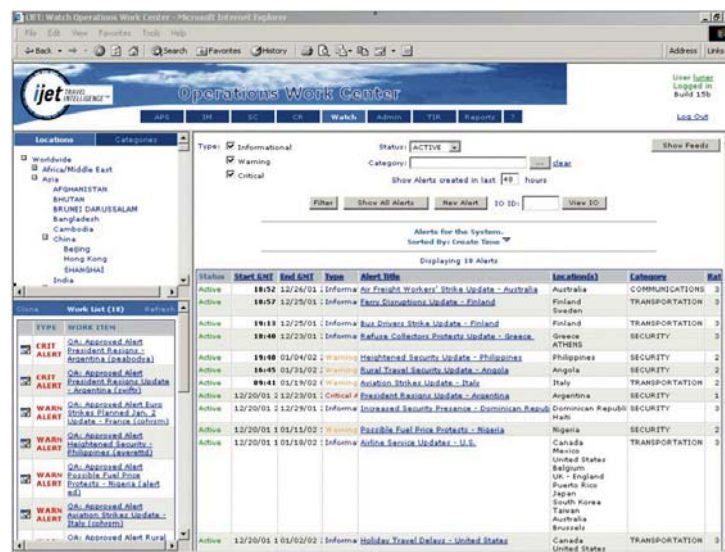 IJET: Watch Operations Work Center - Microsoft Internet Explorer
File Edit View Favorites Tools Help
Back Search Favorites History Address Links
ijet TRAVEL INTELLIGENCE
Operations Work Center
User
Logged in
Build 15b
Log Out
APS IM SC CR Watch Admin TIR Reports ?
Locations Categories
Worldwide
Africa/Middle East
Asia
AFGHANISTAN
BHUTAN
BRUNEI DARUSSALAM
Bangladesh
Cambodia
China
Beijing
Hong Kong
SHANGHAI
India
Type: Informational
Warning
Critical
Status: ACTIVE
Category: ... clear
Show Alerts created in last 48 hours
Show Feeds
Filter Show All Alerts New Alert IO ID: View IO
Alerts for the System.
Sorted By: Create Time
Displaying 18 Alerts
Clone Work List (18) Refresh
TYPE WORK ITEM
CRIT ALERT
QA: Approved Alert
President Resigns -
Argentina (peabodya)
CRIT ALERT
QA: Approved Alert
President Resigns Update
- Argentina (swiftr)
WARN ALERT
QA: Approved Alert Euro
Strikes Planned Jan. 2
Update - France (cohrsm)
WARN ALERT
QA: Approved Alert
Heightened Security -
Philippines (everettd)
WARN ALERT
QA: Approved Alert
Possible Fuel Price
Protests - Nigeria (alert
ed)
WARN ALERT
QA: Approved Alert
Aviation Strikes Update -
Italy (cohrsm)
WARN
QA: Approved Alert Rural
Status Start GMT End GMT Type Alert Title Location(s) Category Rat
Active 18:52 12/26/01 Informa Air Freight Workers' Strike Update - Australia Australia COMMUNICATIONS 3
Active 18:57 12/25/01 Informa Ferry Disruptions Update - Finland Finland TRANSPORTATION 3
Sweden
Active 19:13 12/25/01 Informa Bus Drivers Strike Update - Finland Finland TRANSPORTATION 3
Active 18:40 12/23/01 Informa Refuse Collectors Protests Update - Greece Greece SECURITY 3
ATHENS
Active 19:48 01/04/02 Warning Heightened Security Update - Philippines Philippines SECURITY 2
Active 16:45 01/31/02 Warning Rural Travel Security Update - Angola Angola SECURITY 2
Active 09:41 01/19/02 Warning Aviation Strikes Update - Italy Italy TRANSPORTATION 3
Active 12/20/01 12/23/01 Critical A President Resigns Update - Argentina Argentina SECURITY 1
Active 12/20/01 12/29/01 Informa Increased Security Presence - Dominican Repub Dominican Republi SECURITY 3
Haiti
Active 12/20/01 1 01/11/02 Warning Possible Fuel Price Protests - Nigeria Nigeria SECURITY 2
Active 12/20/01 1 01/18/02 Informa Airline Service Updates - U.S. Canada TRANSPORTATION 3
Mexico
United States
Belgium
UK - England
Puerto Rico
Japan
South Korea
Taiwan
Australia
Brussels
Active 12/20/01 1 01/02/02 Informa Holiday Travel Delays - United States Canada TRANSPORTATION 3
United States